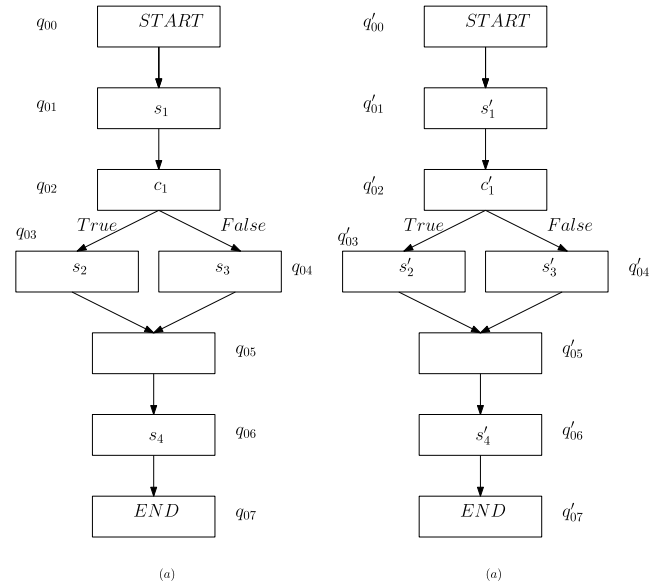 q₀₀ START q′₀₀ START
q₀₁ s₁ q′₀₁ s′₁
q₀₂ c₁ q′₀₂ c′₁
True False True False
q₀₃ q′₀₃
s₂ s₃ q₀₄ s′₂ s′₃ q′₀₄
q₀₅ q′₀₅
s₄ q₀₆ s′₄ q′₀₆
END q₀₇ END q′₀₇
(a) (a)